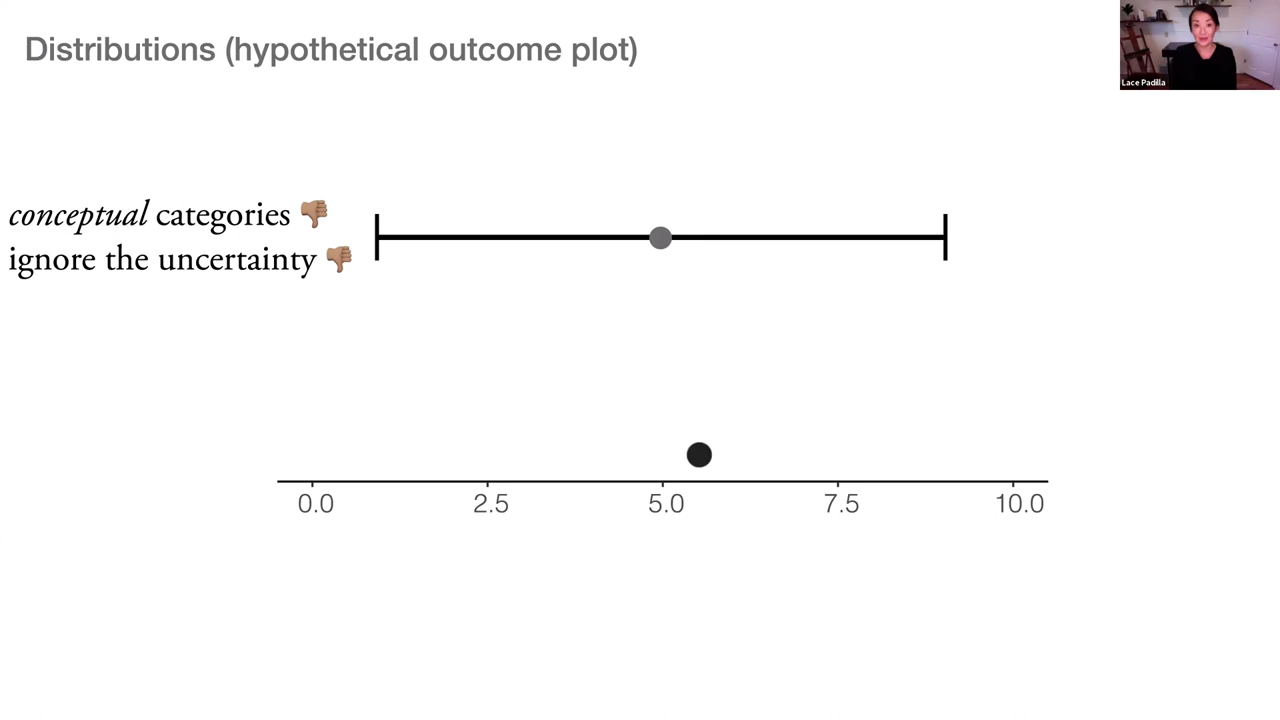 Distributions (hypothetical outcome plot)
Lace Padilla
conceptual categories 👎🏽
ignore the uncertainty 👎🏽
0.0 2.5 5.0 7.5 10.0